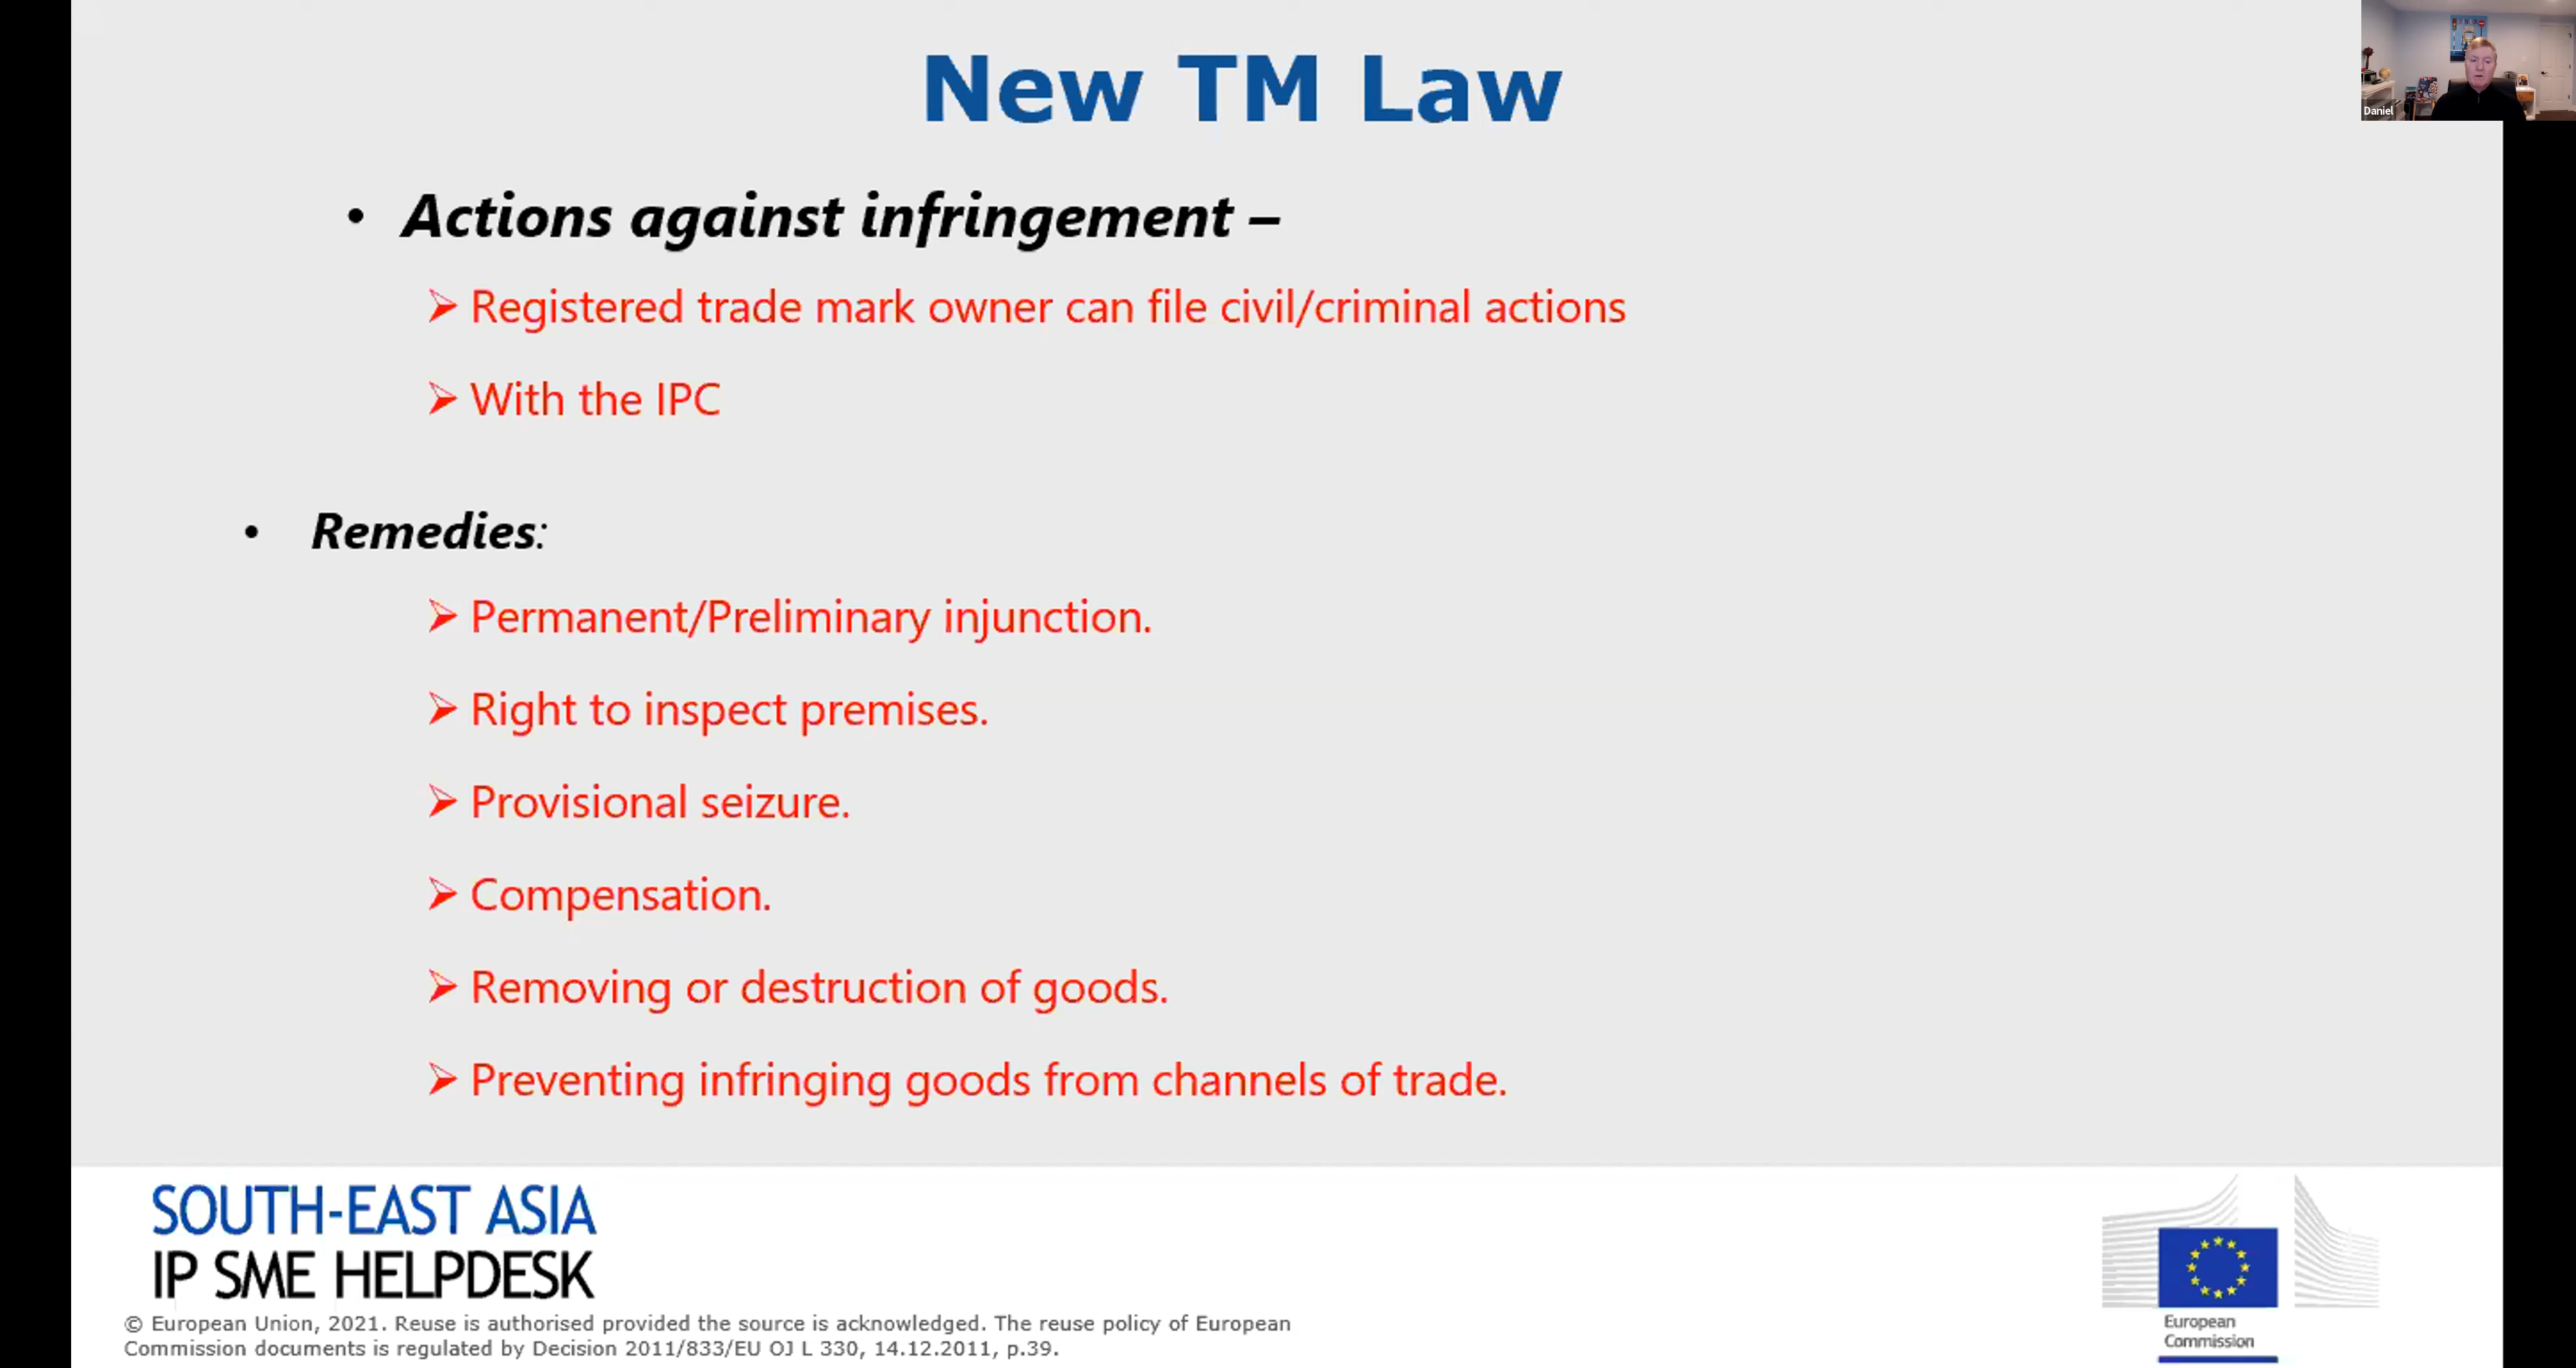 New TM Law
Daniel
• Actions against infringement –
➢ Registered trade mark owner can file civil/criminal actions
➢ With the IPC
• Remedies:
➢ Permanent/Preliminary injunction.
➢ Right to inspect premises.
➢ Provisional seizure.
➢ Compensation.
➢ Removing or destruction of goods.
➢ Preventing infringing goods from channels of trade.
SOUTH-EAST ASIA
IP SME HELPDESK
© European Union, 2021. Reuse is authorised provided the source is acknowledged. The reuse policy of European
Commission documents is regulated by Decision 2011/833/EU OJ L 330, 14.12.2011, p.39.
European
Commission